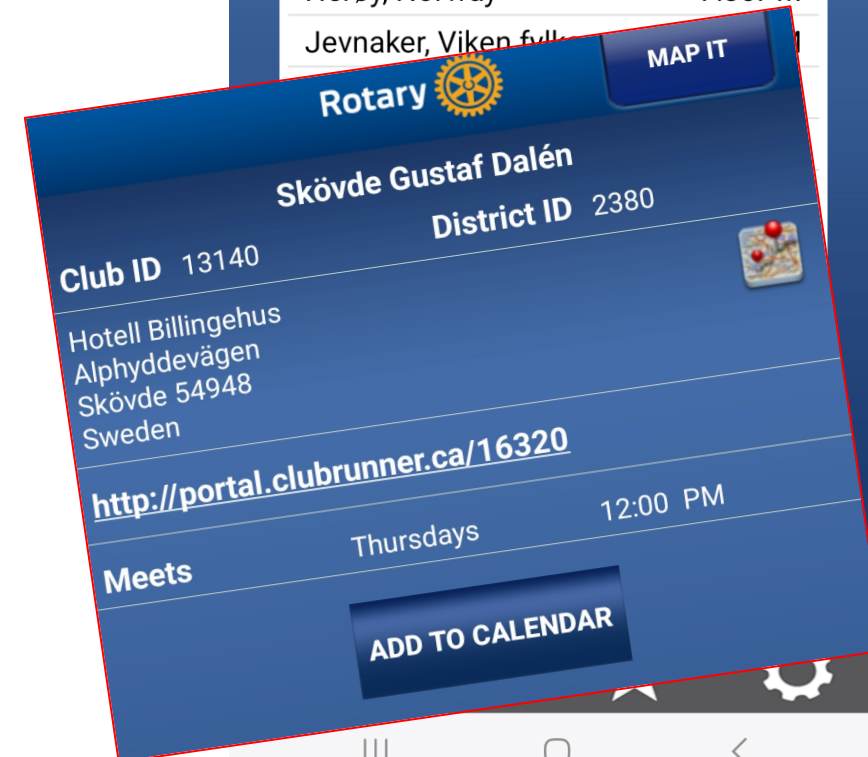 Jevnaker, Viken
Rotary
MAP IT
Skövde Gustaf Dalén
Club ID 13140 District ID 2380
Hotell Billingehus
Alphyddevägen
Skövde 54948
Sweden
http://portal.clubrunner.ca/16320
Meets Thursdays 12:00 PM
ADD TO CALENDAR